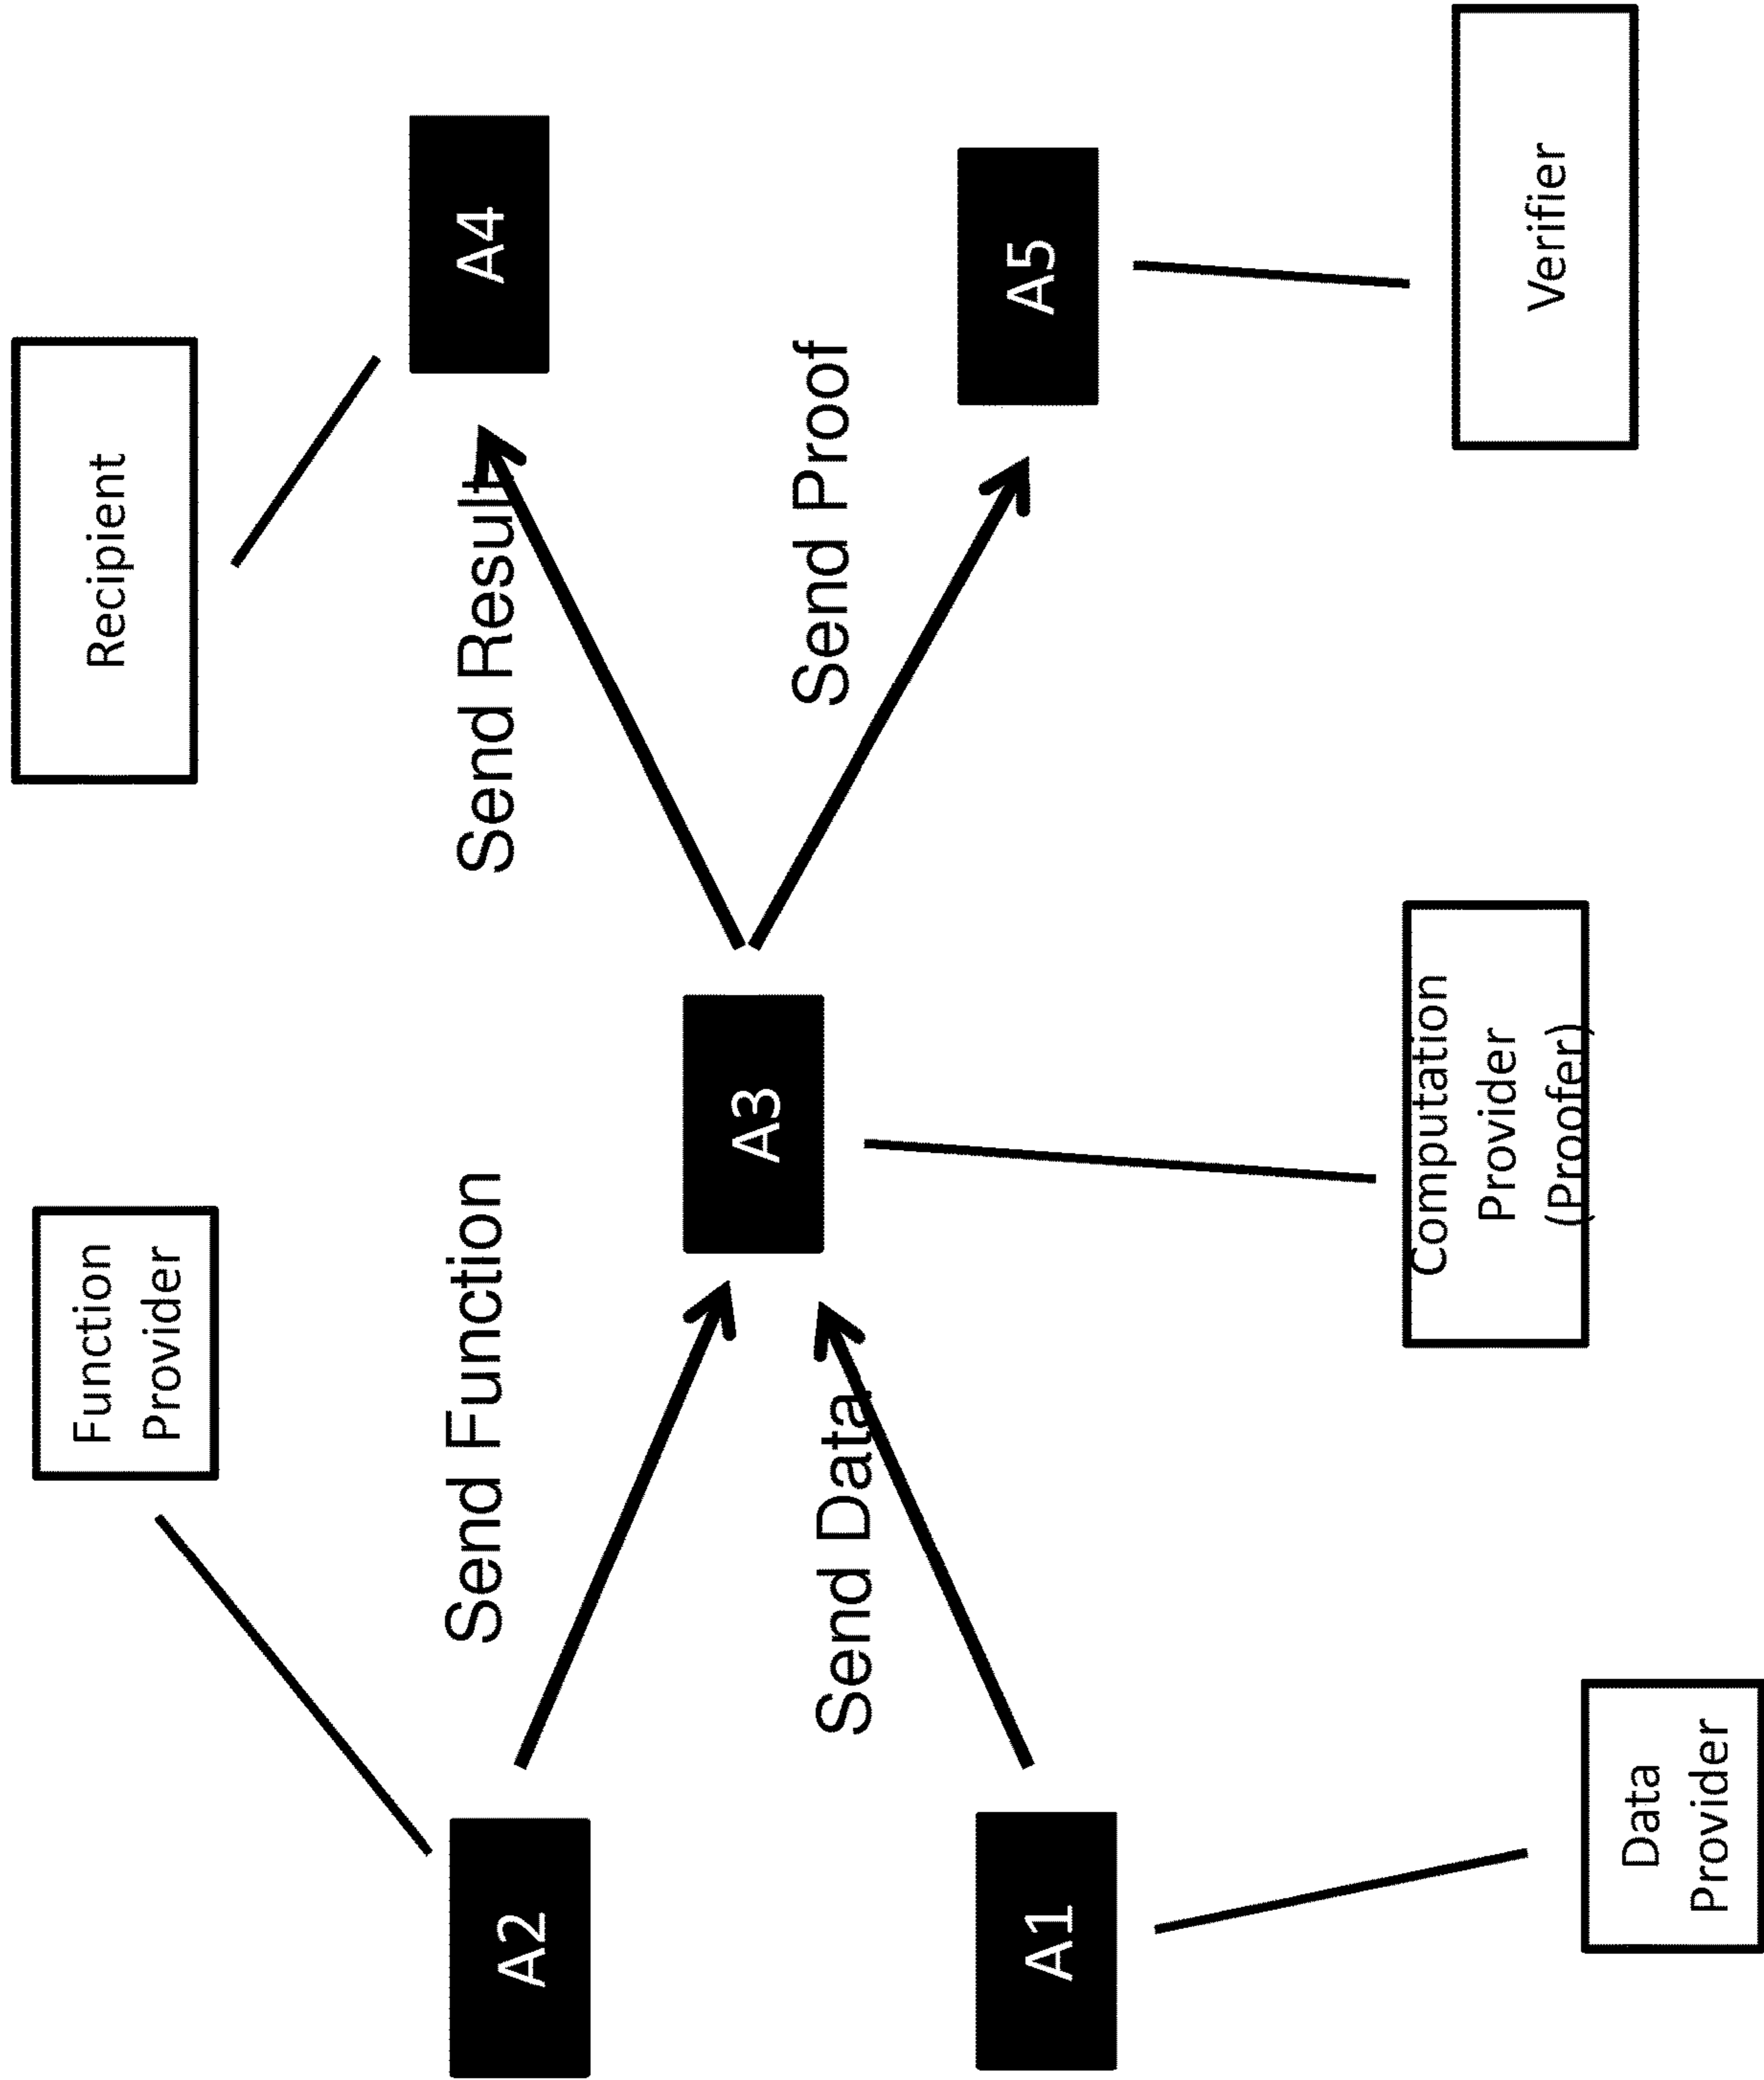 Function
Provider
Recipient
Send Function
Send Result
A2
A4
A3
Send Data
Send Proof
A1
A5
Computation
Provider
(Proofer)
Verifier
Data
Provider